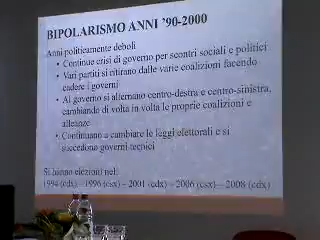 BIPOLARISMO ANNI '90-2000
Anni politicamente deboli
• Continue crisi di governo per scontri sociali e politici
• Vari partiti si ritirano dalle varie coalizioni facendo
cadere i governi
• Al governo si alternano centro-destra e centro-sinistra,
cambiando di volta in volta le proprie coalizioni e
alleanze
• Continuano a cambiare le leggi elettorali e si
succedono governi tecnici
Si hanno elezioni nel:
1994 (cdx) – 1996 (csx) – 2001 (cdx) – 2006 (csx) – 2008 (cdx)